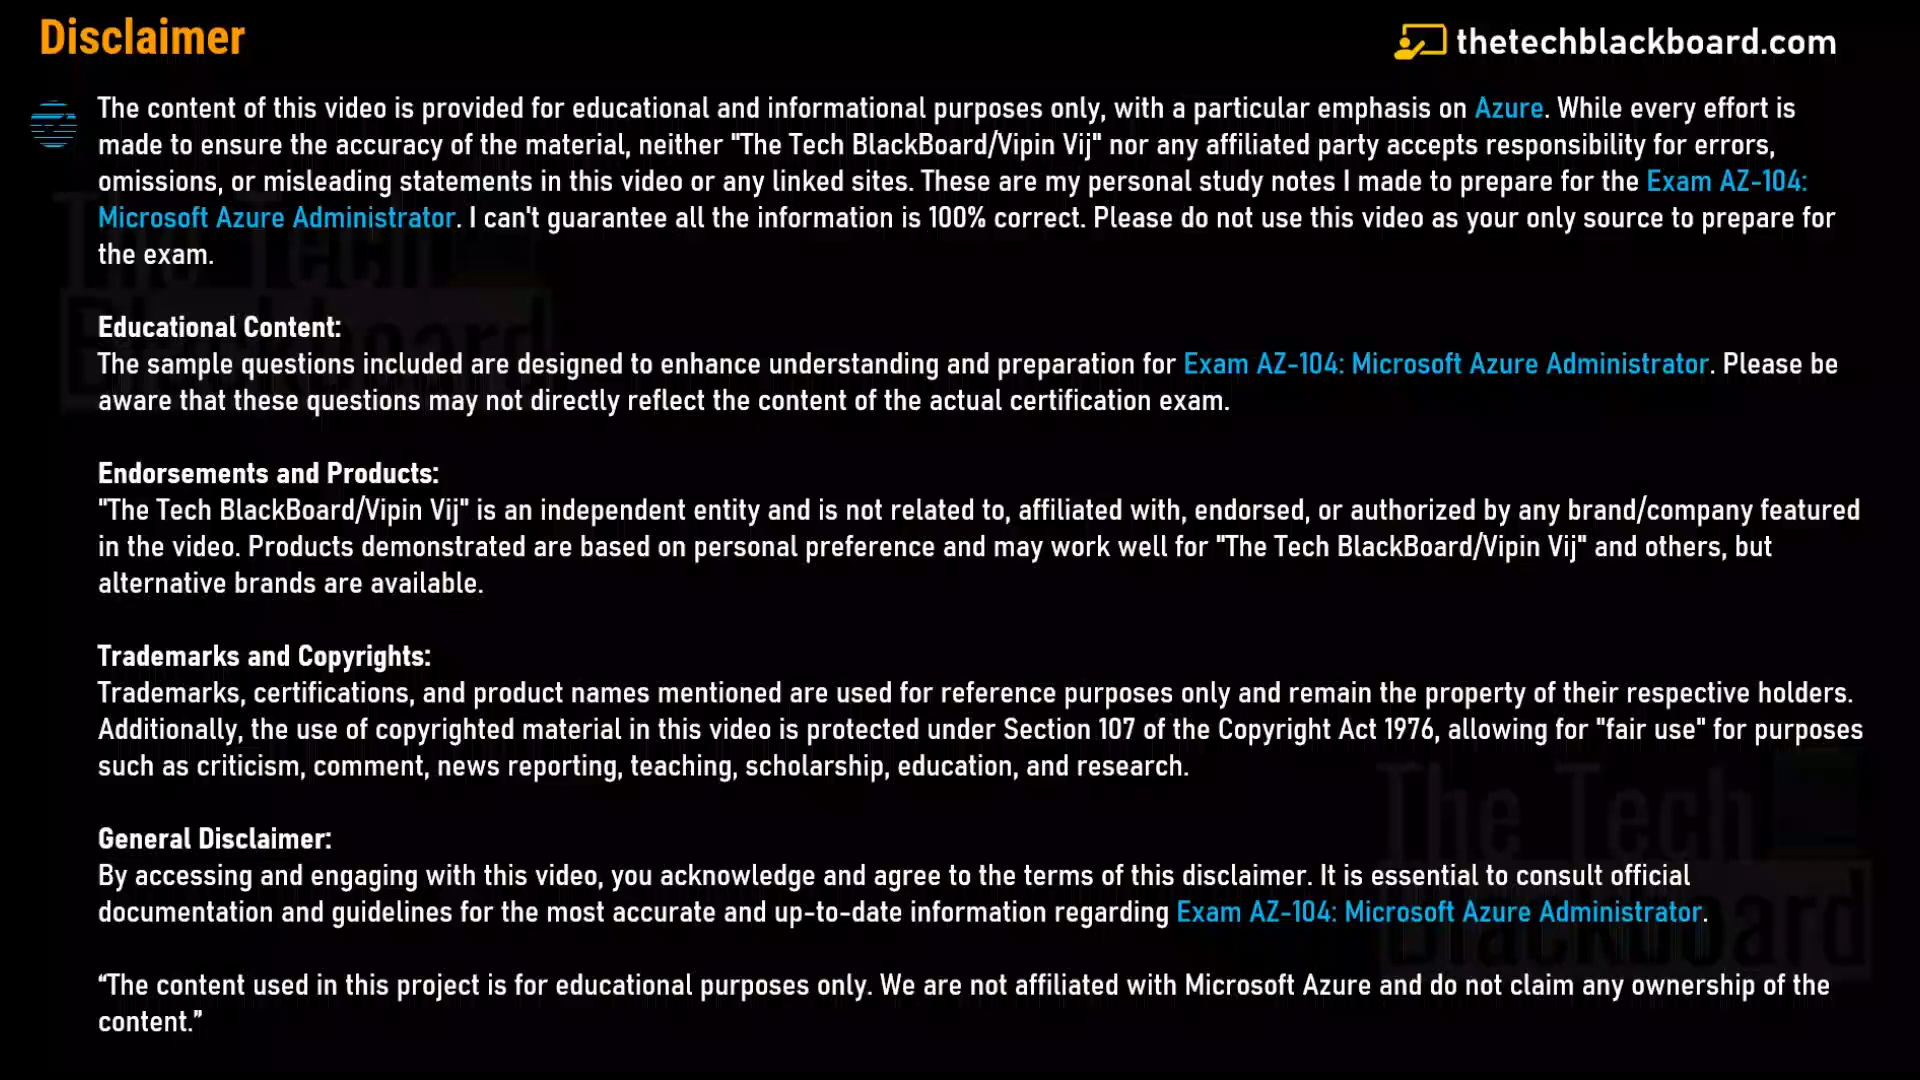 Disclaimer
thetechblackboard.com
The content of this video is provided for educational and informational purposes only, with a particular emphasis on Azure. While every effort is
made to ensure the accuracy of the material, neither "The Tech BlackBoard/Vipin Vij" nor any affiliated party accepts responsibility for errors,
omissions, or misleading statements in this video or any linked sites. These are my personal study notes I made to prepare for the Exam AZ-104:
Microsoft Azure Administrator. I can't guarantee all the information is 100% correct. Please do not use this video as your only source to prepare for
the exam.
Educational Content:
The sample questions included are designed to enhance understanding and preparation for Exam AZ-104: Microsoft Azure Administrator. Please be
aware that these questions may not directly reflect the content of the actual certification exam.
Endorsements and Products:
"The Tech BlackBoard/Vipin Vij" is an independent entity and is not related to, affiliated with, endorsed, or authorized by any brand/company featured
in the video. Products demonstrated are based on personal preference and may work well for "The Tech BlackBoard/Vipin Vij" and others, but
alternative brands are available.
Trademarks and Copyrights:
Trademarks, certifications, and product names mentioned are used for reference purposes only and remain the property of their respective holders.
Additionally, the use of copyrighted material in this video is protected under Section 107 of the Copyright Act 1976, allowing for "fair use" for purposes
such as criticism, comment, news reporting, teaching, scholarship, education, and research.
General Disclaimer:
By accessing and engaging with this video, you acknowledge and agree to the terms of this disclaimer. It is essential to consult official
documentation and guidelines for the most accurate and up-to-date information regarding Exam AZ-104: Microsoft Azure Administrator.
“The content used in this project is for educational purposes only. We are not affiliated with Microsoft Azure and do not claim any ownership of the
content.”
The Tech
Blackboard
The Tech
Blackboard